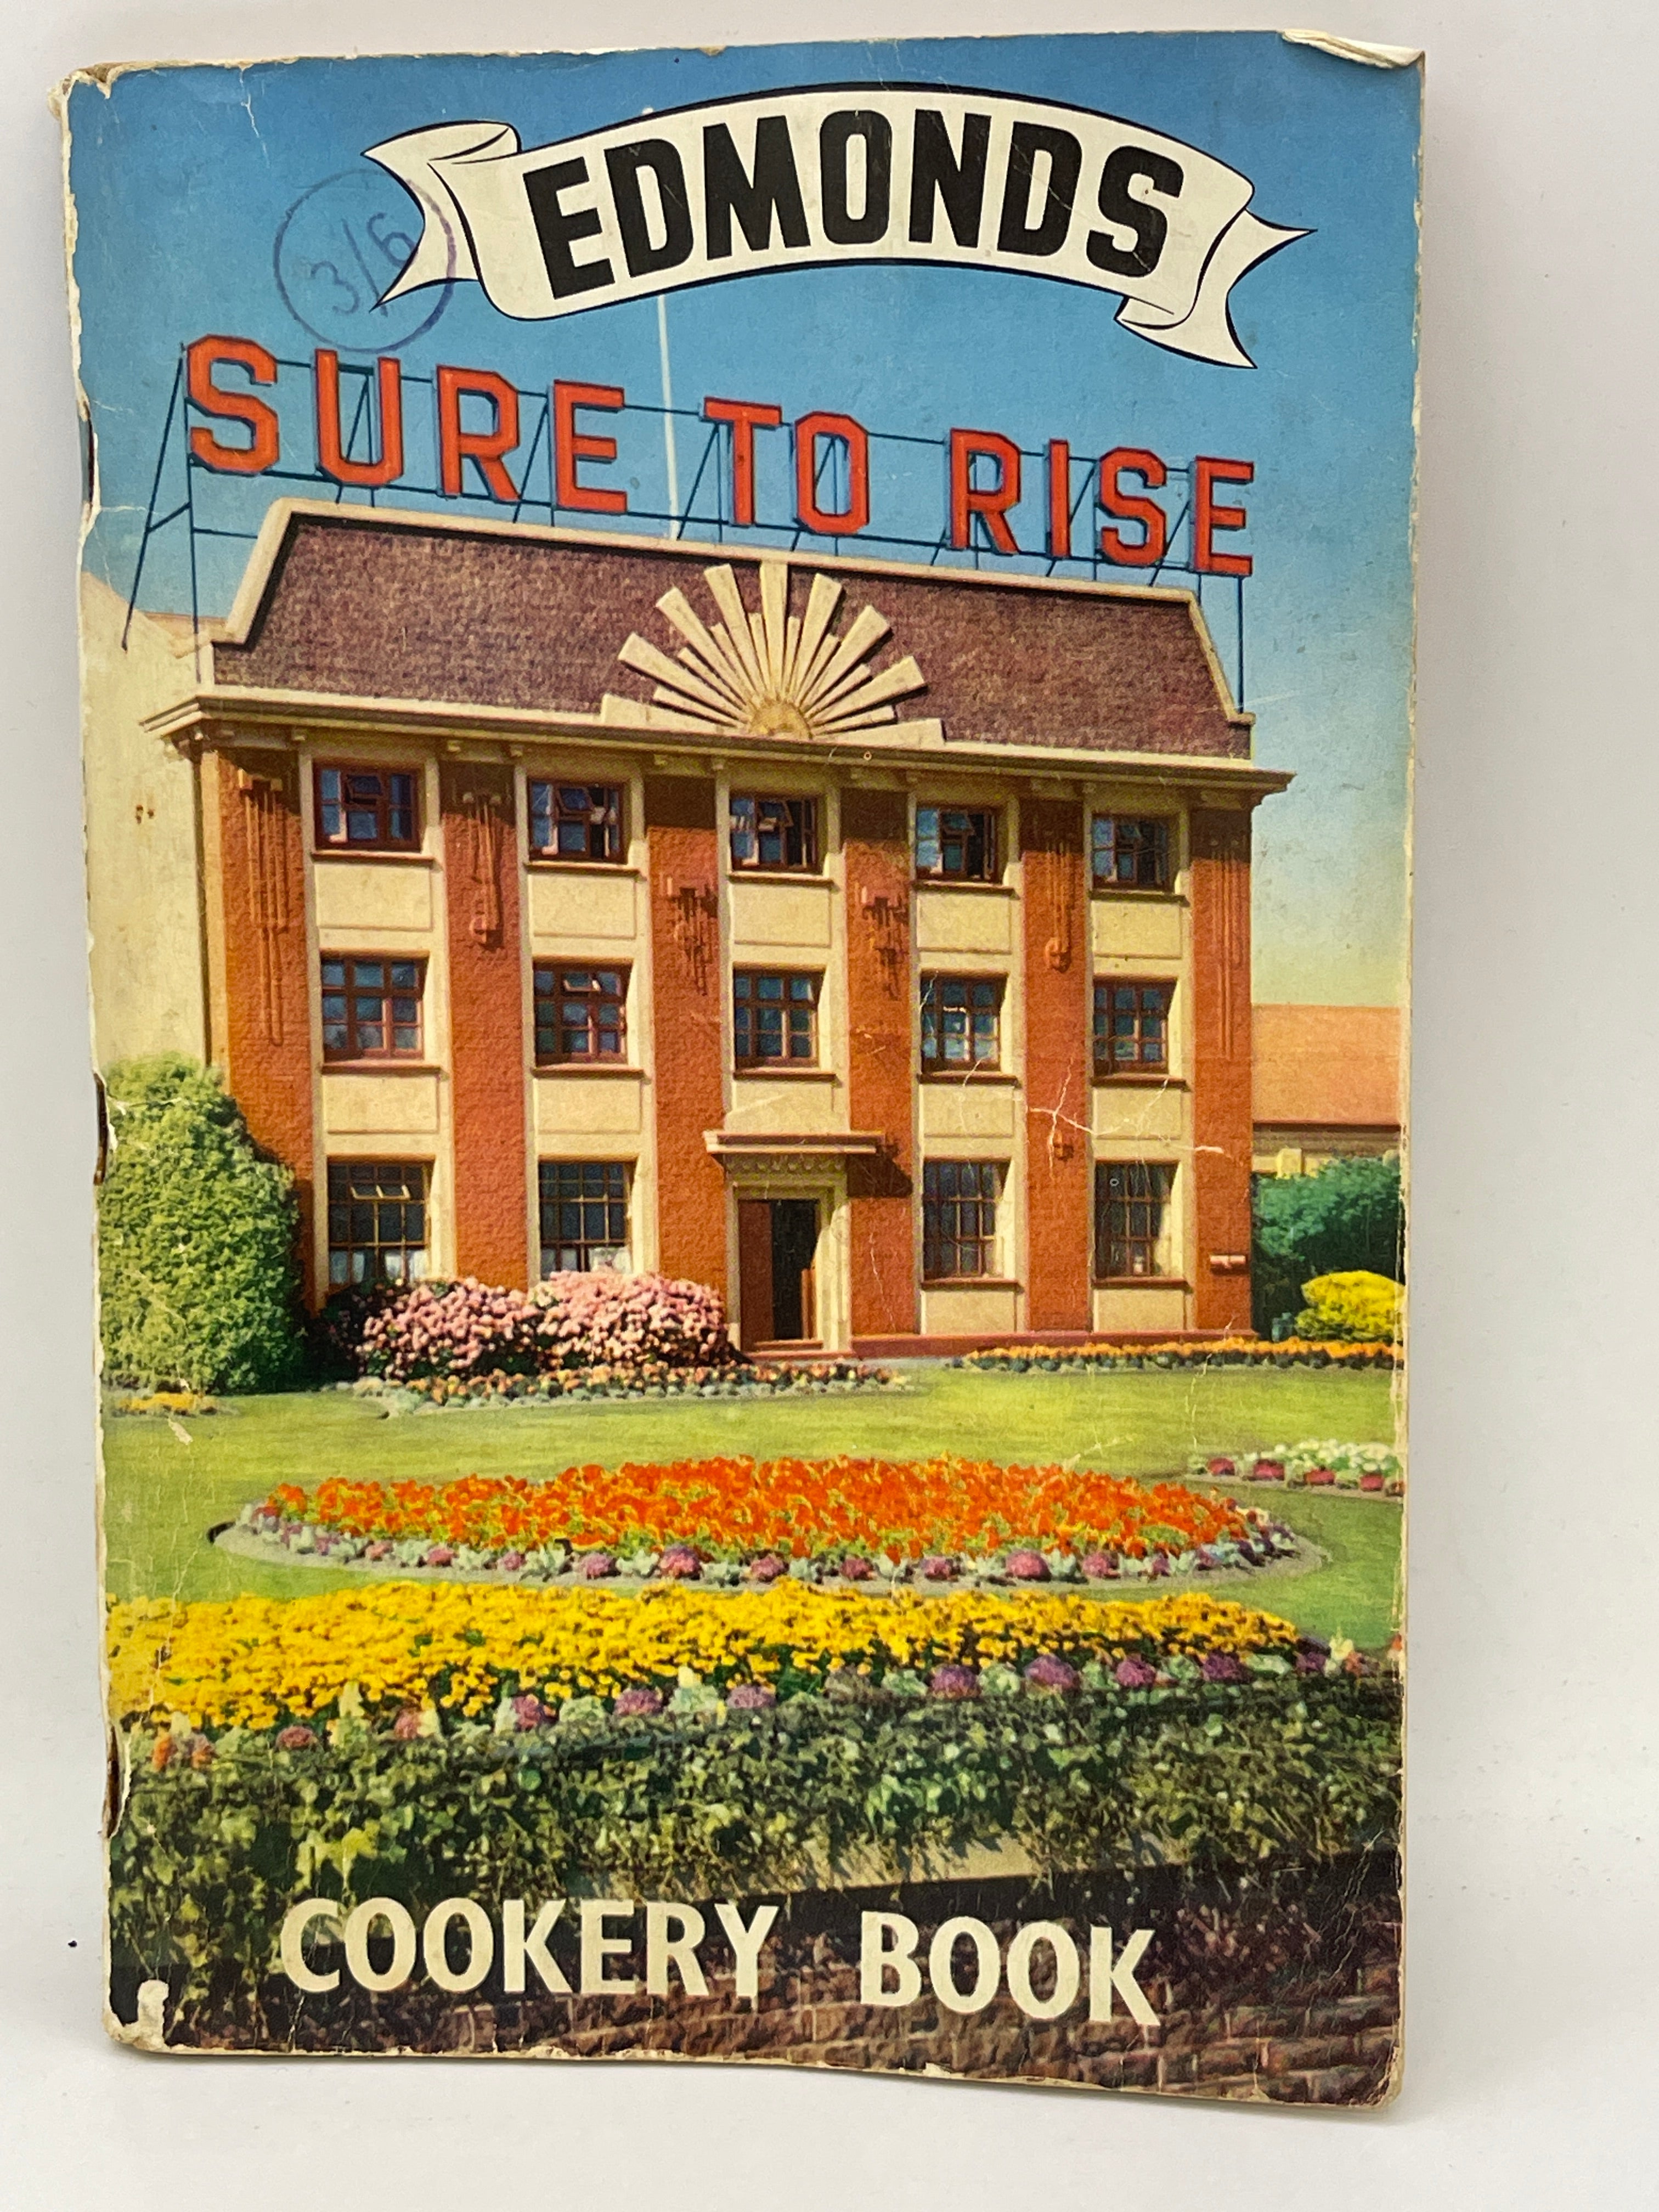 EDMONDS
3/6
SURE TO RISE
COOKERY BOOK